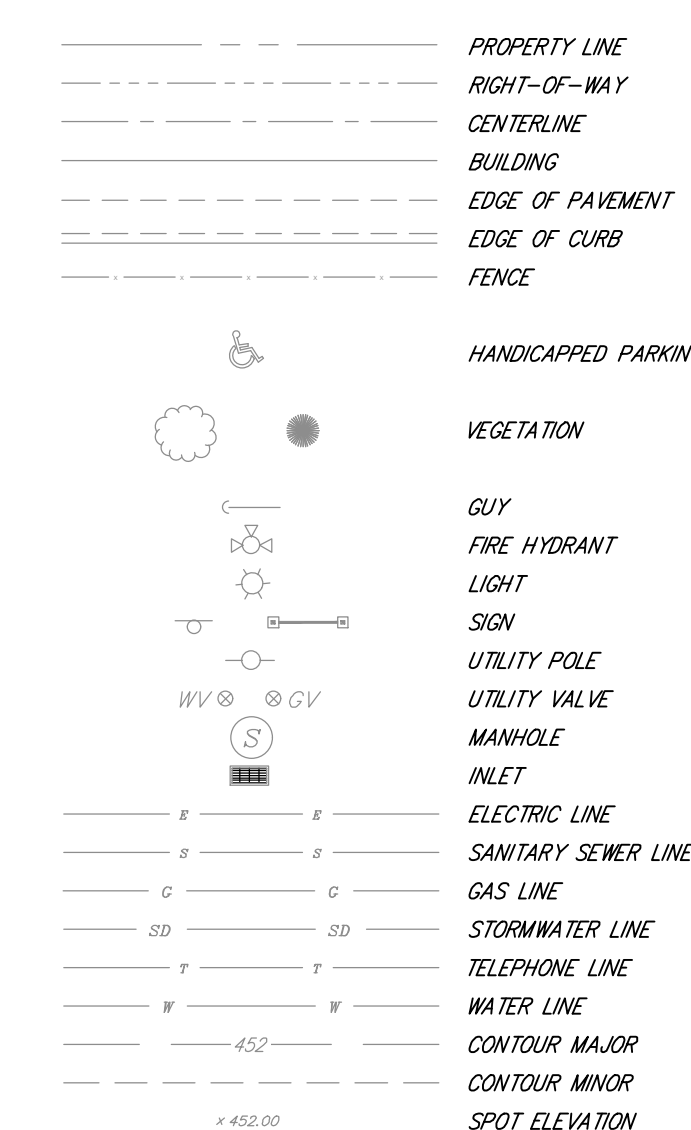 PROPERTY LINE
RIGHT-OF-WAY
CENTERLINE
BUILDING
EDGE OF PAVEMENT
EDGE OF CURB
x x x x x FENCE
HANDICAPPED PARKIN
VEGETATION
GUY
FIRE HYDRANT
LIGHT
SIGN
UTILITY POLE
WV GV UTILITY VALVE
S MANHOLE
INLET
E E ELECTRIC LINE
S S SANITARY SEWER LINE
G G GAS LINE
SD SD STORMWATER LINE
T T TELEPHONE LINE
W W WATER LINE
452 CONTOUR MAJOR
CONTOUR MINOR
x 452.00 SPOT ELEVATION